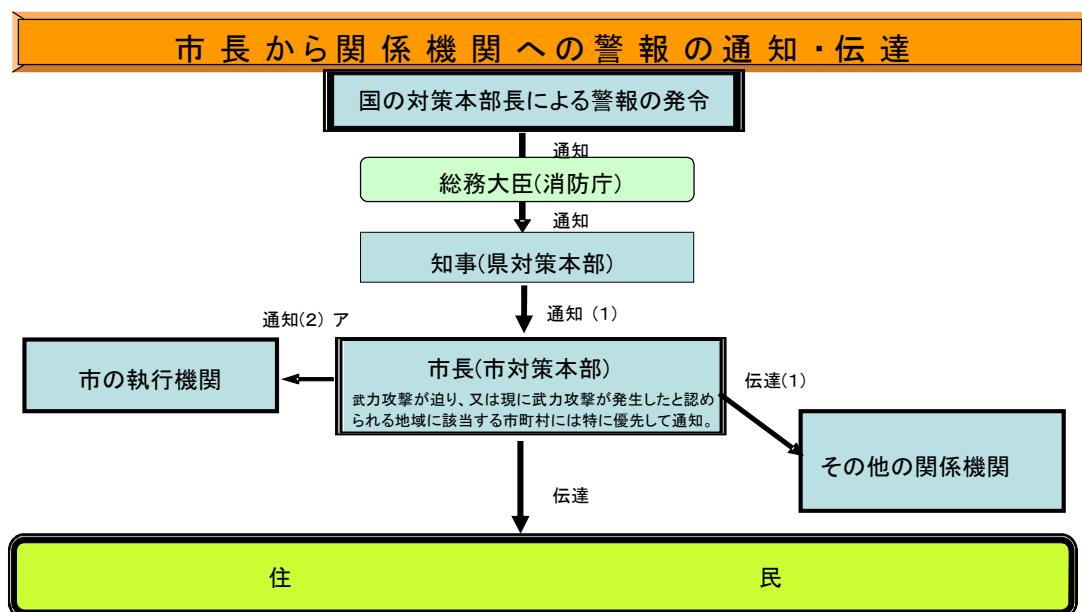 市長から関係機関への警報の通知・伝達
国の対策本部長による警報の発令
通知
総務大臣(消防庁)
通知
知事(県対策本部)
通知(1)
通知(2) ア
市の執行機関
市長(市対策本部)
武力攻撃が迫り、又は現に武力攻撃が発生したと認め
られる地域に該当する市町村には特に優先して通知。
伝達(1)
その他の関係機関
伝達
住民